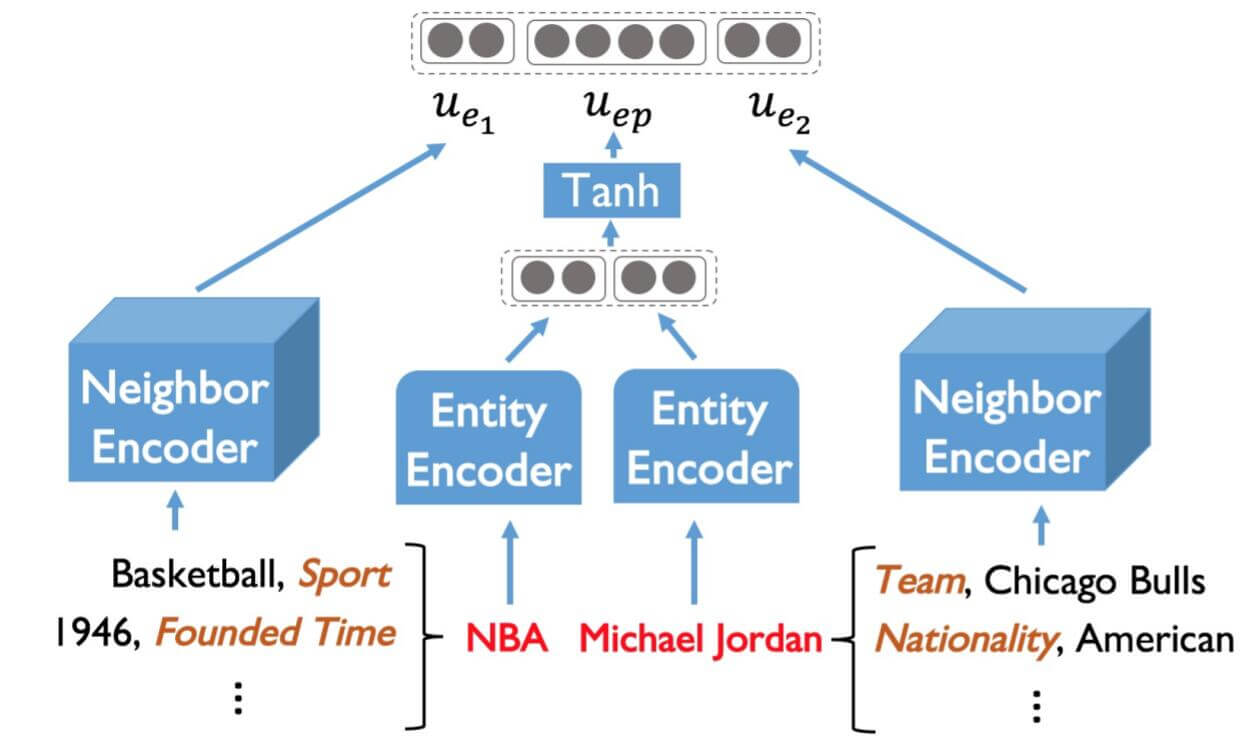 u_{e_1} u_{ep} u_{e_2}
Tanh
Neighbor
Encoder
Entity
Encoder
Entity
Encoder
Neighbor
Encoder
Basketball, Sport
1946, Founded Time
⋮
NBA
Michael Jordan
Team, Chicago Bulls
Nationality, American
⋮